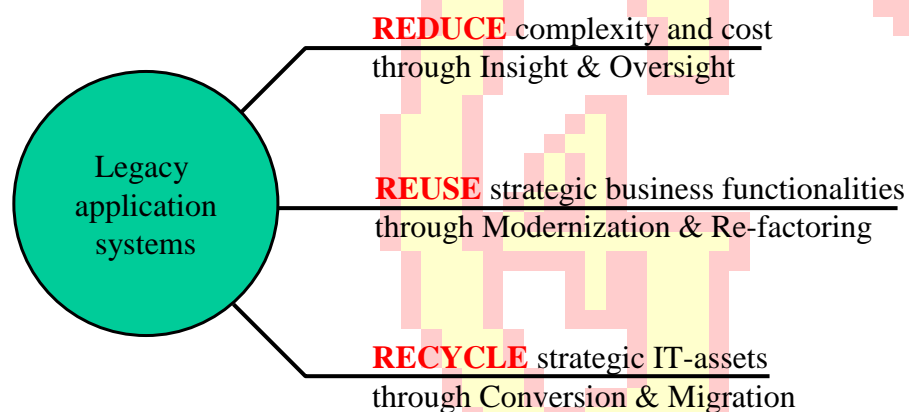 REDUCE complexity and cost
through Insight & Oversight
Legacy
application
systems
REUSE strategic business functionalities
through Modernization & Re-factoring
RECYCLE strategic IT-assets
through Conversion & Migration